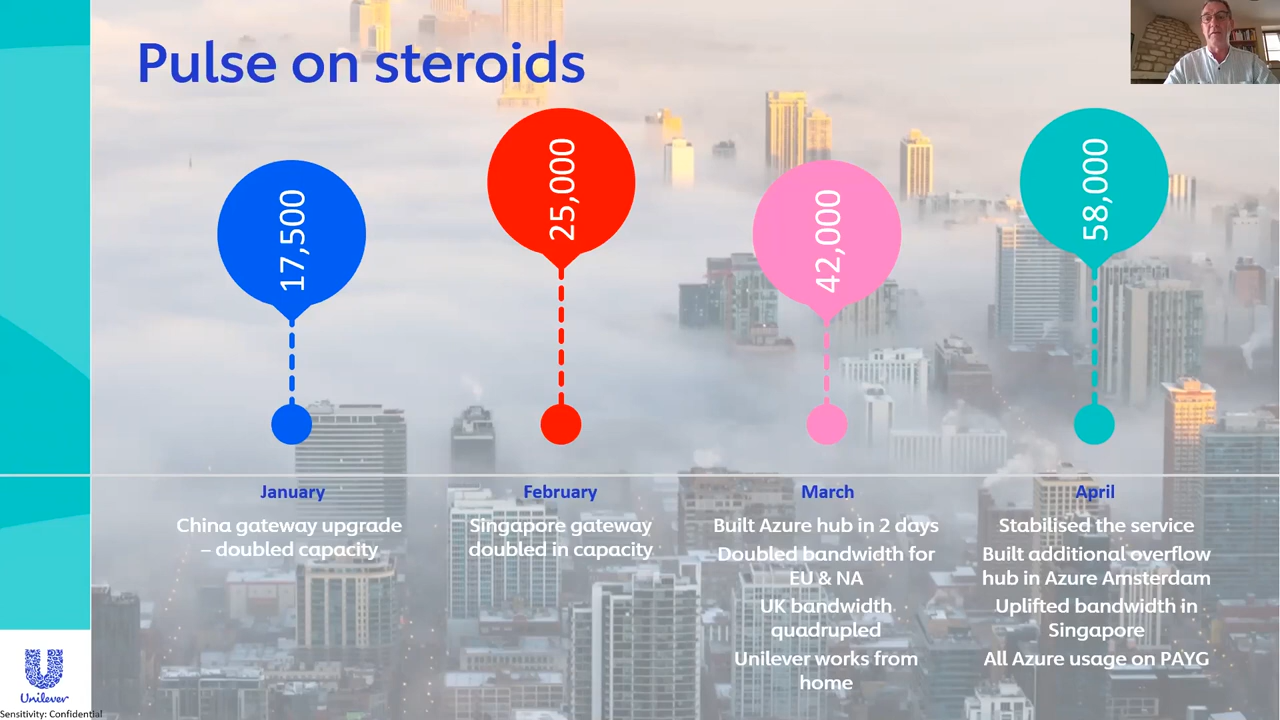 Pulse on steroids
17,500
25,000
42,000
58,000
January
China gateway upgrade
– doubled capacity
February
Singapore gateway
doubled in capacity
March
Built Azure hub in 2 days
Doubled bandwidth for
EU & NA
UK bandwidth
quadrupled
Unilever works from
home
April
Stabilised the service
Built additional overflow
hub in Azure Amsterdam
Uplifted bandwidth in
Singapore
All Azure usage on PAYG
Unilever
Sensitivity: Confidential